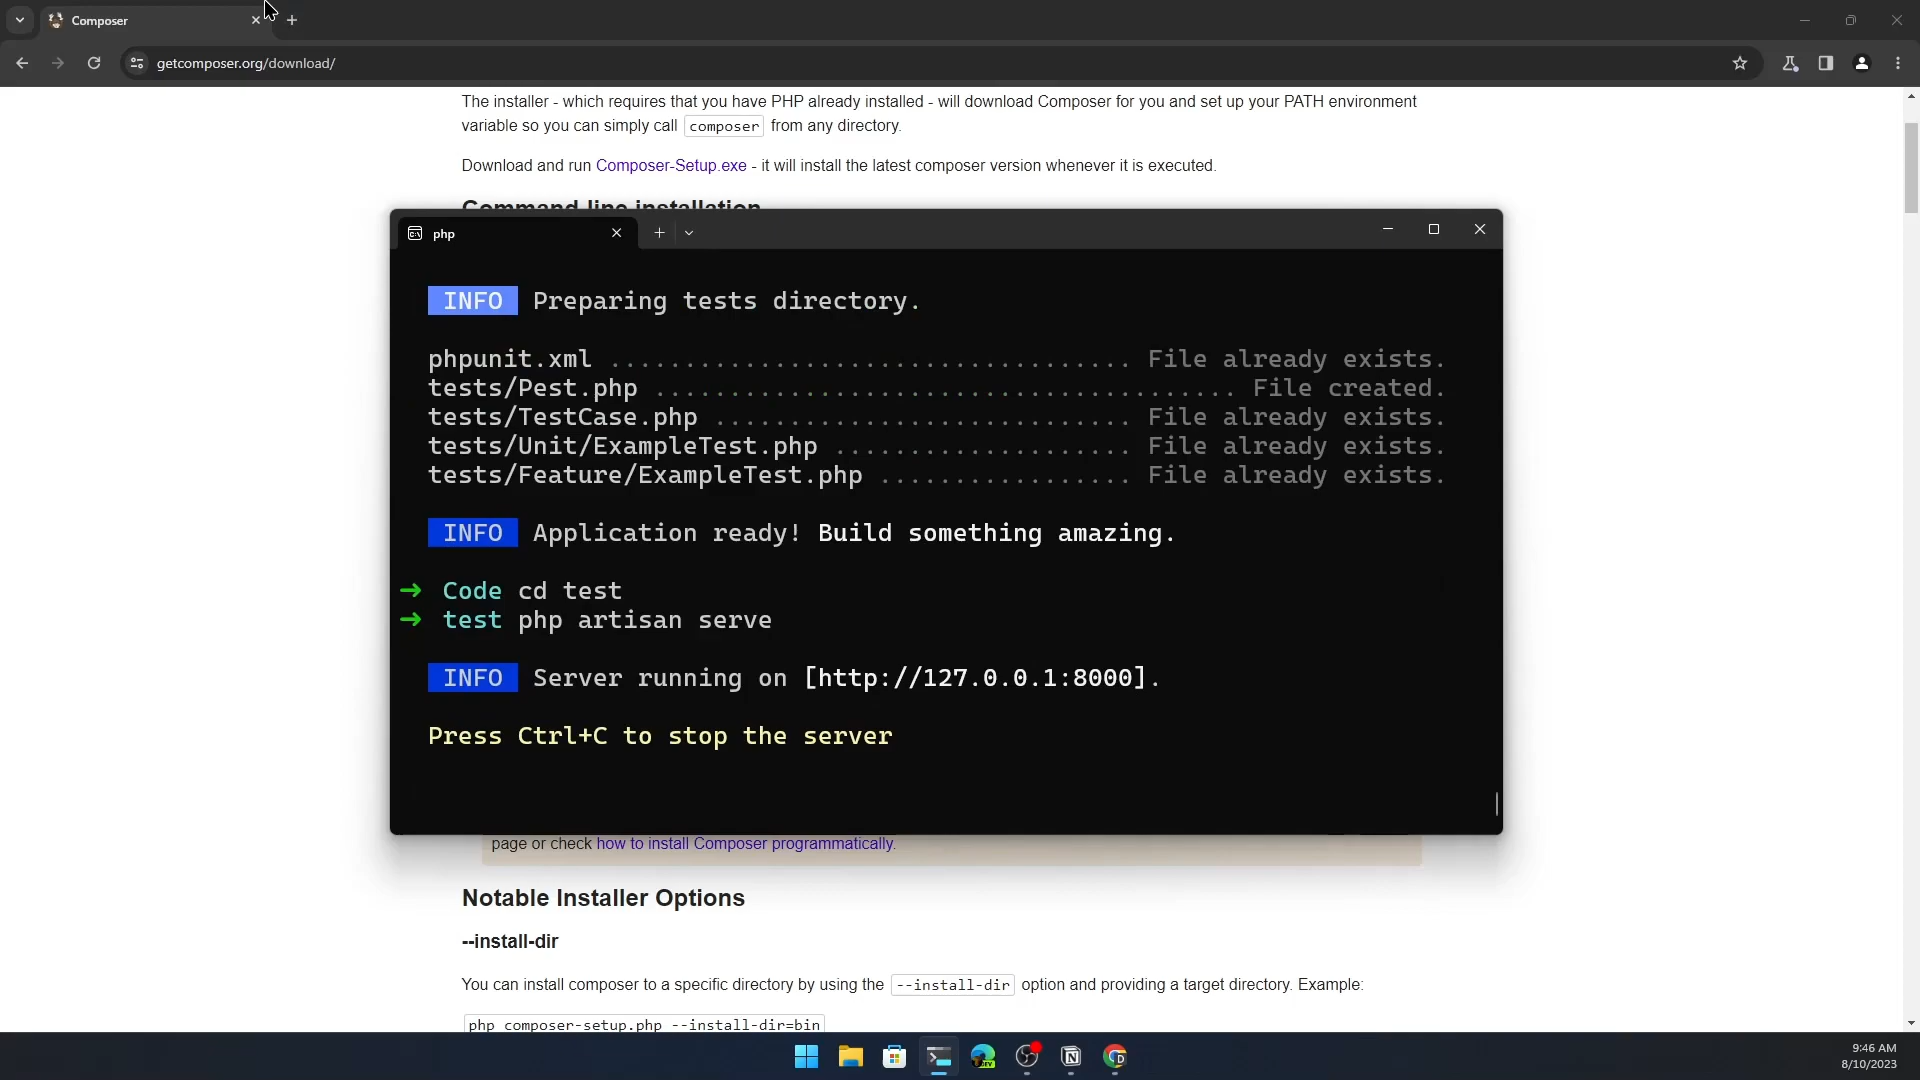 Composer
getcomposer.org/download/
The installer - which requires that you have PHP already installed - will download Composer for you and set up your PATH environment
variable so you can simply call composer from any directory.
Download and run Composer-Setup.exe - it will install the latest composer version whenever it is executed.
Command-line installation
php
INFO Preparing tests directory.
phpunit.xml ................................... File already exists.
tests/Pest.php ....................................... File created.
tests/TestCase.php ............................ File already exists.
tests/Unit/ExampleTest.php .................... File already exists.
tests/Feature/ExampleTest.php ................. File already exists.
INFO Application ready! Build something amazing.
➜ Code cd test
➜ test php artisan serve
INFO Server running on [http://127.0.0.1:8000].
Press Ctrl+C to stop the server
page or check how to install Composer programmatically.
Notable Installer Options
--install-dir
You can install composer to a specific directory by using the --install-dir option and providing a target directory. Example:
php composer-setup.php --install-dir=bin
9:46 AM
8/10/2023